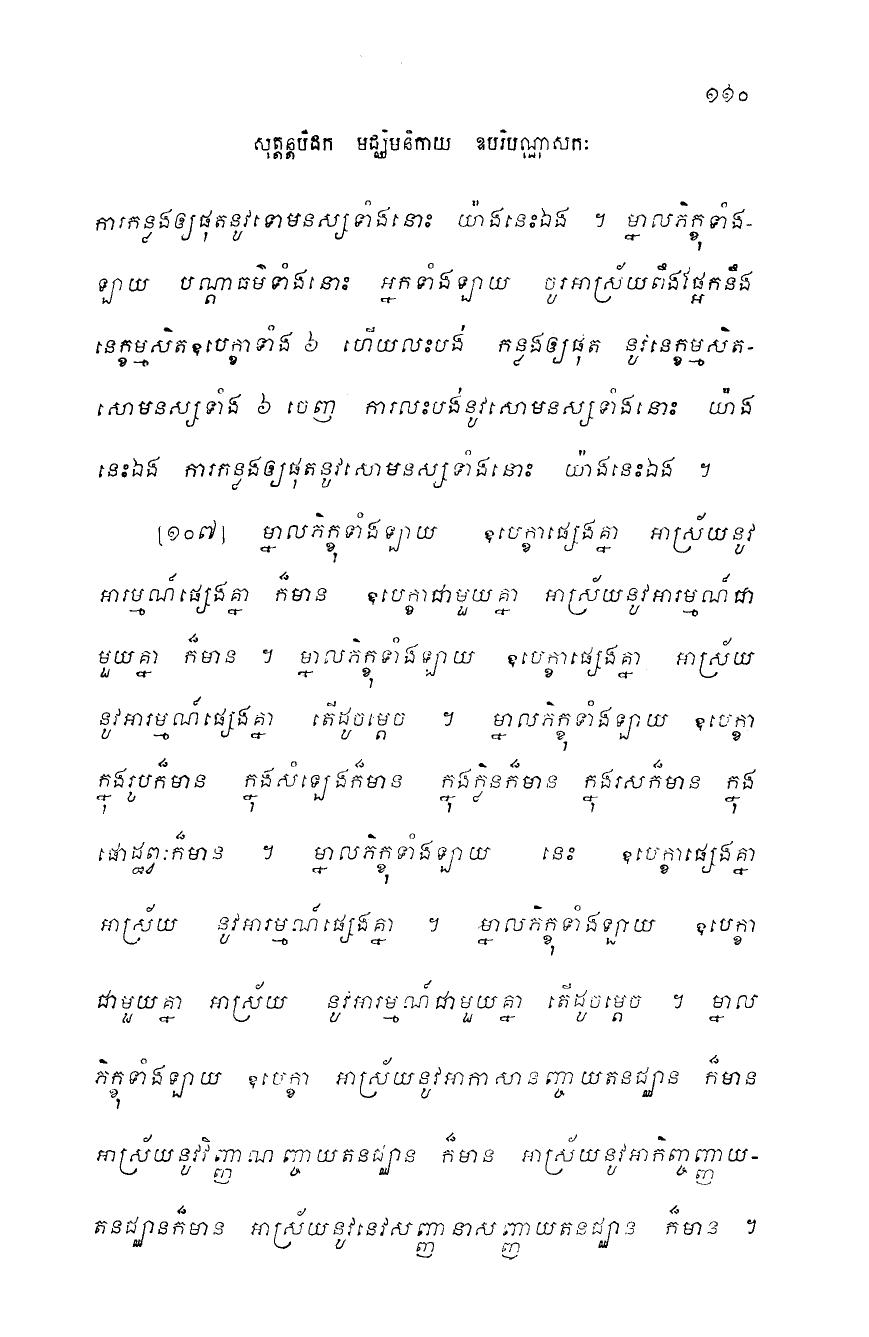 ១៦០
សុត្តន្តបិដក មជ្ឈិមនិកាយ ឧបរិបណ្ណាសកៈ
ការកន្លងឲ្យផុតនូវទោមនស្សទាំងនោះ យ៉ាងនេះឯង ។ ម្នាលភិក្ខុទាំង-
ឡាយ បណ្តាធម៌ទាំងនោះ អ្នកទាំងឡាយ ចូរអាស្រ័យពឹងផ្អែកនឹង
នេក្ខម្មសិតឧបេក្ខាទាំង ៦ ហើយលះបង់ កន្លងឲ្យផុត នូវនេក្ខម្មសិត-
សោមនស្សទាំង ៦ ចេញ ការលះបង់នូវសោមនស្សទាំងនោះ យ៉ាង
នេះឯង ការកន្លងឲ្យផុតនូវសោមនស្សទាំងនោះ យ៉ាងនេះឯង ។
[១០៧] ម្នាលភិក្ខុទាំងឡាយ ឧបេក្ខាផ្សេងគ្នា អាស្រ័យនូវ
អារម្មណ៍ផ្សេងគ្នា ក៏មាន ឧបេក្ខាជាមួយគ្នា អាស្រ័យនូវអារម្មណ៍ជា
មួយគ្នា ក៏មាន ។ ម្នាលភិក្ខុទាំងឡាយ ឧបេក្ខាផ្សេងគ្នា អាស្រ័យ
នូវអារម្មណ៍ផ្សេងគ្នា តើដូចម្តេច ។ ម្នាលភិក្ខុទាំងឡាយ ឧបេក្ខា
ក្នុងរូបក៏មាន ក្នុងសំឡេងក៏មាន ក្នុងក្លិនក៏មាន ក្នុងរសក៏មាន ក្នុង
ផោដ្ឋព្វៈក៏មាន ។ ម្នាលភិក្ខុទាំងឡាយ នេះ ឧបេក្ខាផ្សេងគ្នា
អាស្រ័យ នូវអារម្មណ៍ផ្សេងគ្នា ។ ម្នាលភិក្ខុទាំងឡាយ ឧបេក្ខា
ជាមួយគ្នា អាស្រ័យ នូវអារម្មណ៍ជាមួយគ្នា តើដូចម្តេច ។ ម្នាល
ភិក្ខុទាំងឡាយ ឧបេក្ខា អាស្រ័យនូវអាកាសានញ្ចាយតនជ្ឈាន ក៏មាន
អាស្រ័យនូវវិញ្ញាណញ្ចាយតនជ្ឈាន ក៏មាន អាស្រ័យនូវអាកិញ្ចញ្ញាយ-
តនជ្ឈានក៏មាន អាស្រ័យនូវនេវសញ្ញានាសញ្ញាយតនជ្ឈាន ក៏មាន ។